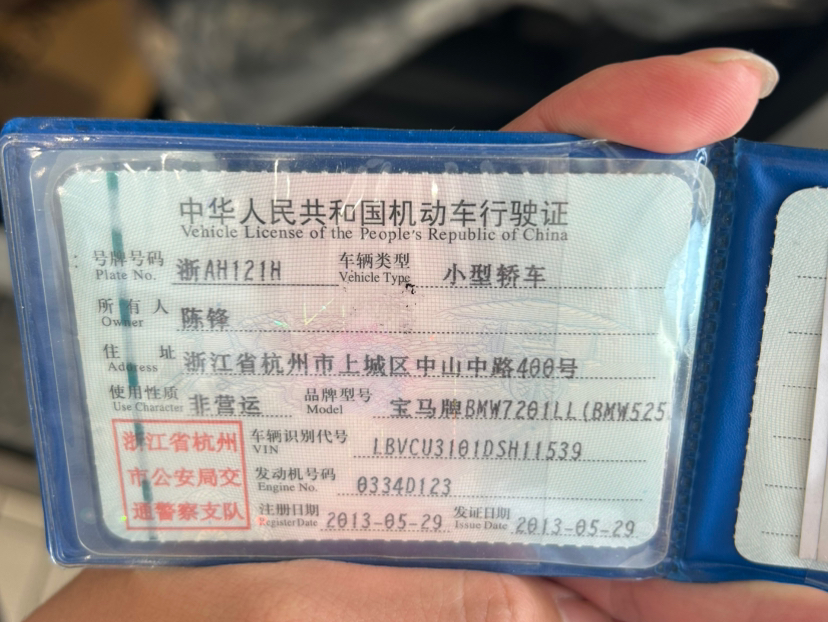 中华人民共和国机动车行驶证
Vehicle License of the People's Republic of China
号牌号码 浙AH121H 车辆类型 小型轿车
Plate No. Vehicle Type
所有人 陈锋
Owner
住址 浙江省杭州市上城区中山中路400号
Address
使用性质 非营运 品牌型号 宝马牌BMW7201LL(BMW525
Use Character Model
浙江省杭州
市公安局交
通警察支队
车辆识别代号 LBVCU3101DSH11539
VIN
发动机号码 0334D123
Engine No.
注册日期 2013-05-29 发证日期 2013-05-29
Register Date Issue Date